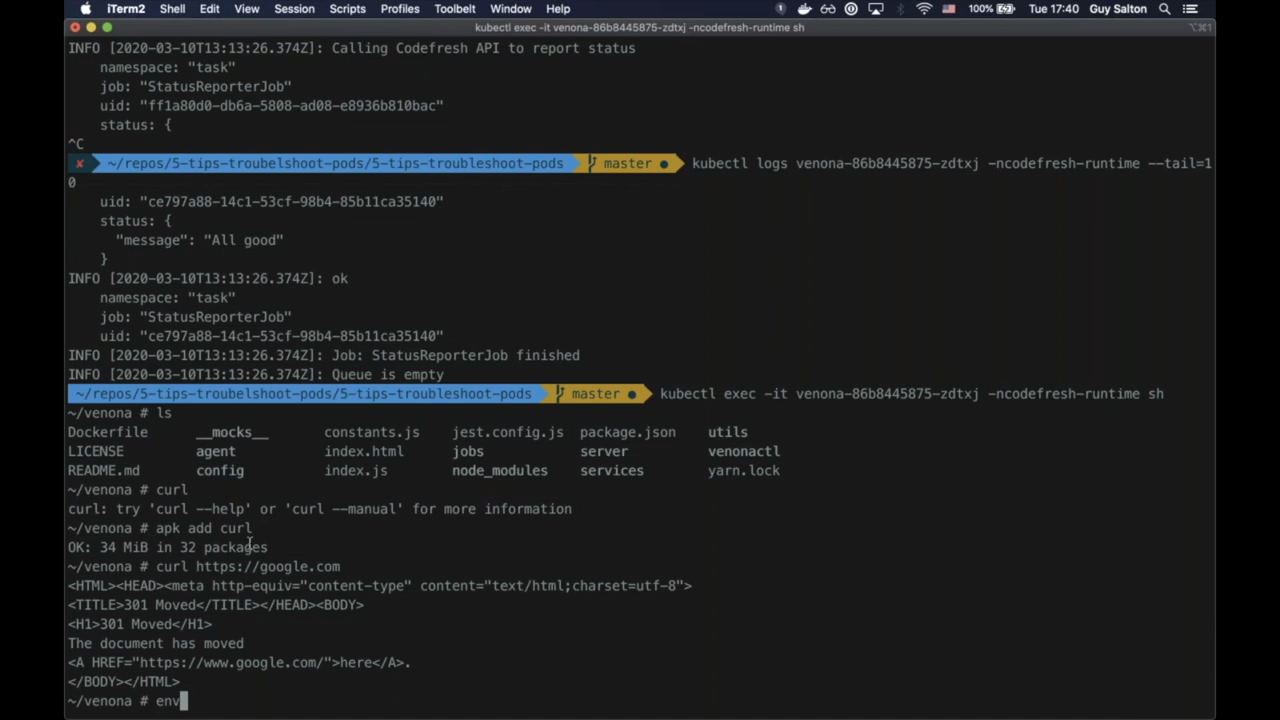 iTerm2 Shell Edit View Session Scripts Profiles Toolbelt Window Help 100% Tue 17:40 Guy Salton
kubectl exec -it venona-86b8445875-zdtxj -ncodefresh-runtime sh ⌥⌘1
INFO [2020-03-10T13:13:26.374Z]: Calling Codefresh API to report status
namespace: "task"
job: "StatusReporterJob"
uid: "ff1a80d0-db6a-5808-ad08-e8936b810bac"
status: {
^C
✘ ~/repos/5-tips-troubelshoot-pods/5-tips-troubleshoot-pods master ● kubectl logs venona-86b8445875-zdtxj -ncodefresh-runtime --tail=1
0
uid: "ce797a88-14c1-53cf-98b4-85b11ca35140"
status: {
"message": "All good"
}
INFO [2020-03-10T13:13:26.374Z]: ok
namespace: "task"
job: "StatusReporterJob"
uid: "ce797a88-14c1-53cf-98b4-85b11ca35140"
INFO [2020-03-10T13:13:26.374Z]: Job: StatusReporterJob finished
INFO [2020-03-10T13:13:26.374Z]: Queue is empty
~/repos/5-tips-troubelshoot-pods/5-tips-troubleshoot-pods master ● kubectl exec -it venona-86b8445875-zdtxj -ncodefresh-runtime sh
~/venona # ls
Dockerfile __mocks__ constants.js jest.config.js package.json utils
LICENSE agent index.html jobs server venonactl
README.md config index.js node_modules services yarn.lock
~/venona # curl
curl: try 'curl --help' or 'curl --manual' for more information
~/venona # apk add curl
OK: 34 MiB in 32 packages
~/venona # curl https://google.com
<HTML><HEAD><meta http-equiv="content-type" content="text/html;charset=utf-8">
<TITLE>301 Moved</TITLE></HEAD><BODY>
<H1>301 Moved</H1>
The document has moved
<A HREF="https://www.google.com/">here</A>.
</BODY></HTML>
~/venona # env